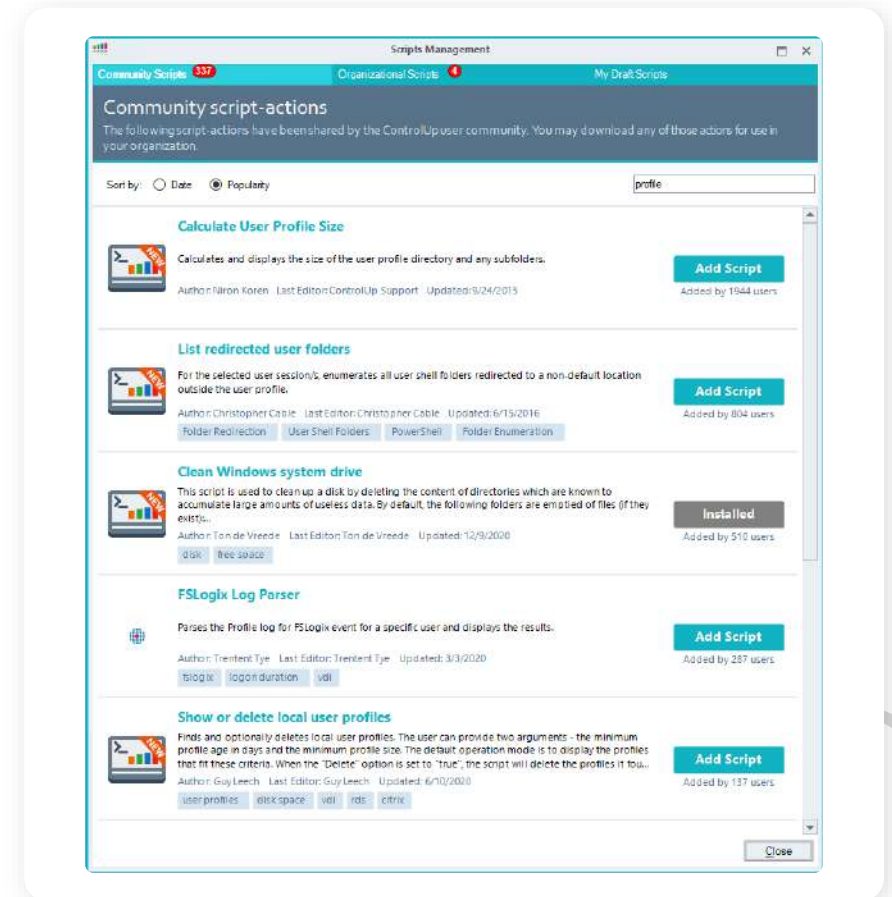 Scripts Management
Community Scripts 337 Organizational Scripts 4 My Draft Scripts
Community script-actions
The following script-actions have been shared by the ControlUp user community. You may download any of those actions for use in
your organization.
Sort by: Date Popularity profile
Calculate User Profile Size
Calculates and displays the size of the user profile directory and any subfolders.
Author: Niron Koren Last Editor: ControlUp Support Updated: 9/24/2015
NEW
Add Script
Added by 1944 users
List redirected user folders
For the selected user session/s, enumerates all user shell folders redirected to a non-default location
outside the user profile.
Author: Christopher Cable Last Editor: Christopher Cable Updated: 6/15/2016
Folder Redirection User Shell Folders PowerShell Folder Enumeration
NEW
Add Script
Added by 804 users
Clean Windows system drive
This script is used to clean up a disk by deleting the content of directories which are known to
accumulate large amounts of useless data. By default, the following folders are emptied of files (if they
exist):...
Author: Ton de Vreede Last Editor: Ton de Vreede Updated: 12/9/2020
disk free space
NEW
Installed
Added by 510 users
FSLogix Log Parser
Parses the Profile log for FSLogix event for a specific user and displays the results.
Author: Trentent Tye Last Editor: Trentent Tye Updated: 3/3/2020
fslogix logon duration vdi
Add Script
Added by 287 users
Show or delete local user profiles
Finds and optionally deletes local user profiles. The user can provide two arguments - the minimum
profile age in days and the minimum profile size. The default operation mode is to display the profiles
that fit these criteria. When the "Delete" option is set to "true", the script will delete the profiles it fou...
Author: Guy Leech Last Editor: Guy Leech Updated: 6/10/2020
user profiles disk space vdi rds citrix
NEW
Add Script
Added by 137 users
Close